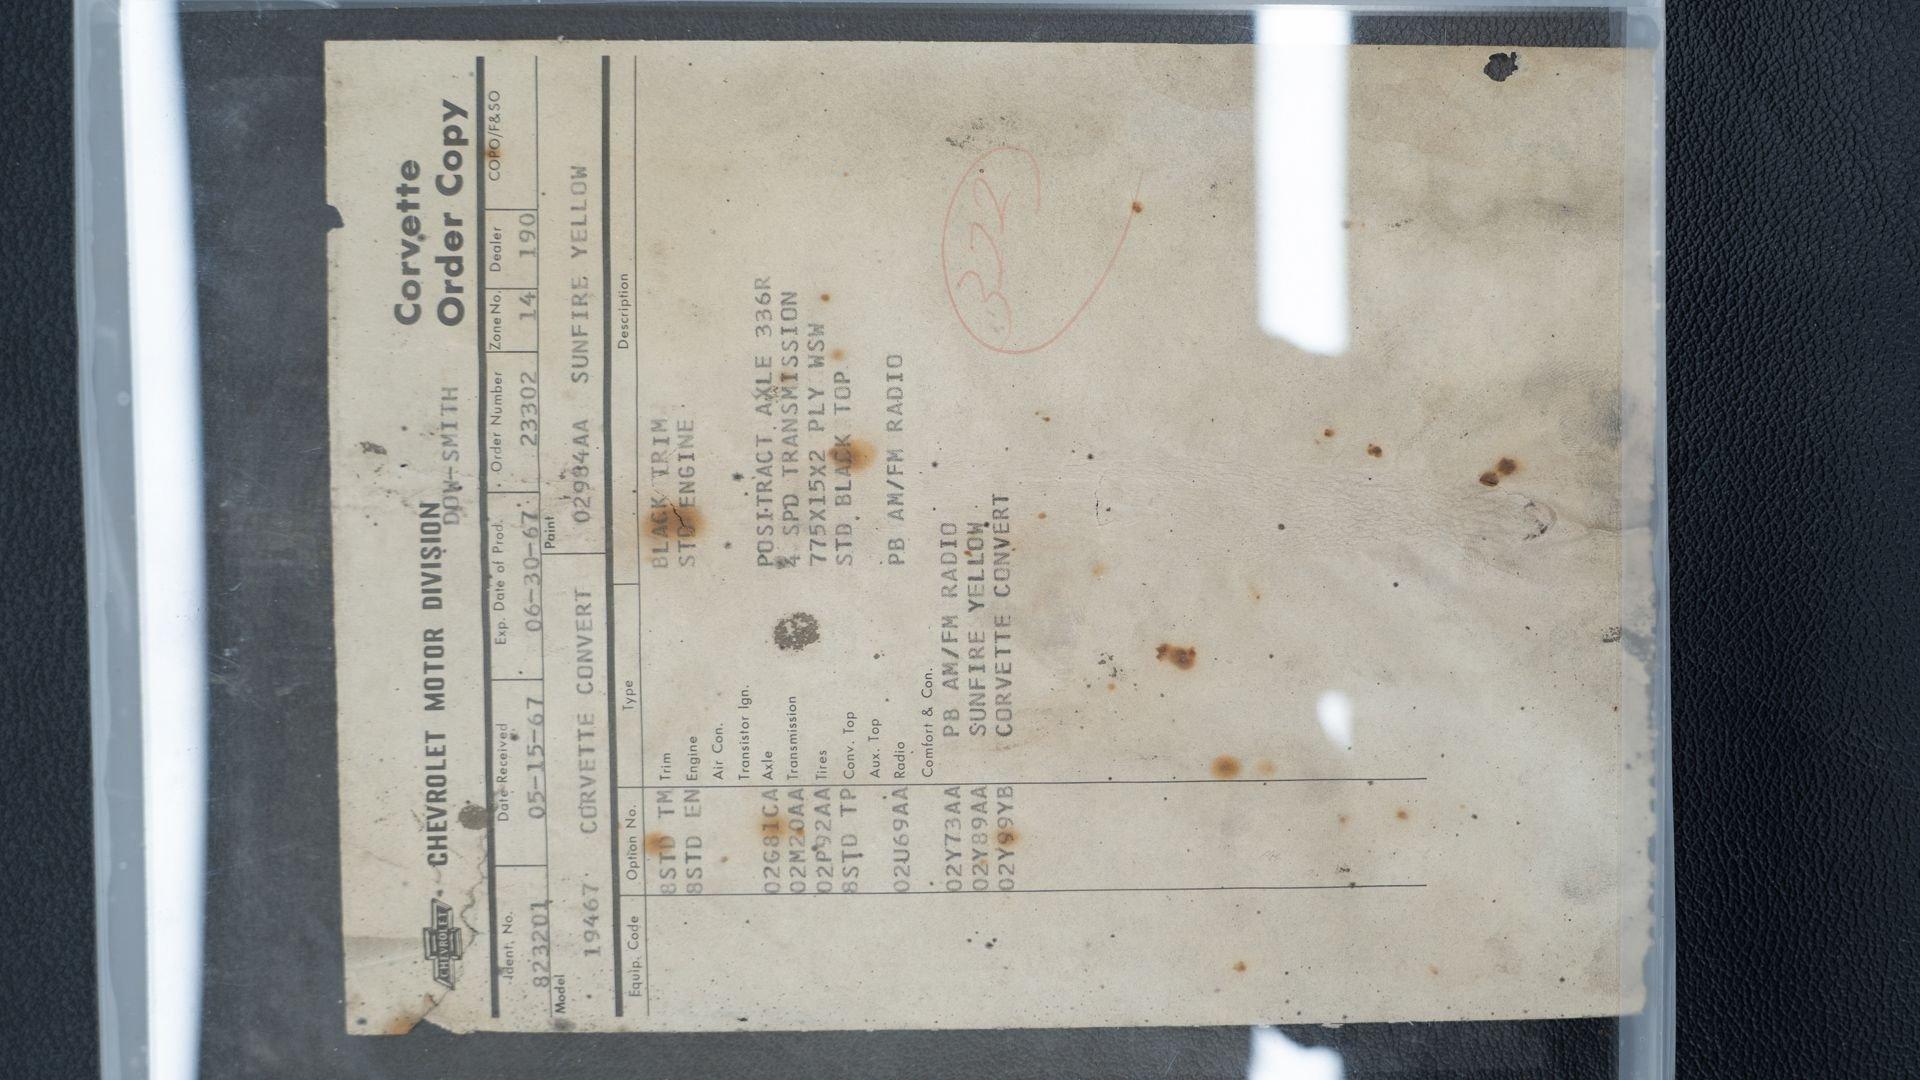 CHEVROLET
CHEVROLET MOTOR DIVISION
Corvette
DOW-SMITH
Order Copy
Ident. No. Date Received Exp. Date of Prod. Order Number Zone No. Dealer COPO/F&SO
823201 05-15-67 06-30-67 23302 14 190
Model Paint
19467 CORVETTE CONVERT 02984AA SUNFIRE YELLOW
Equip. Code Option No. Type Description
8STD TM Trim BLACK TRIM
8STD EN Engine STD ENGINE
Air Con.
Transistor Ign.
02G81CA Axle POSITRACT AXLE 336R
02M20AA Transmission 4 SPD TRANSMISSION
02P92AA Tires 775X15X2 PLY WSW
8STD TP Conv. Top STD BLACK TOP
Aux. Top
02U69AA Radio PB AM/FM RADIO
Comfort & Con.
02Y73AA PB AM/FM RADIO
02Y89AA SUNFIRE YELLOW
02Y99YB CORVETTE CONVERT
322